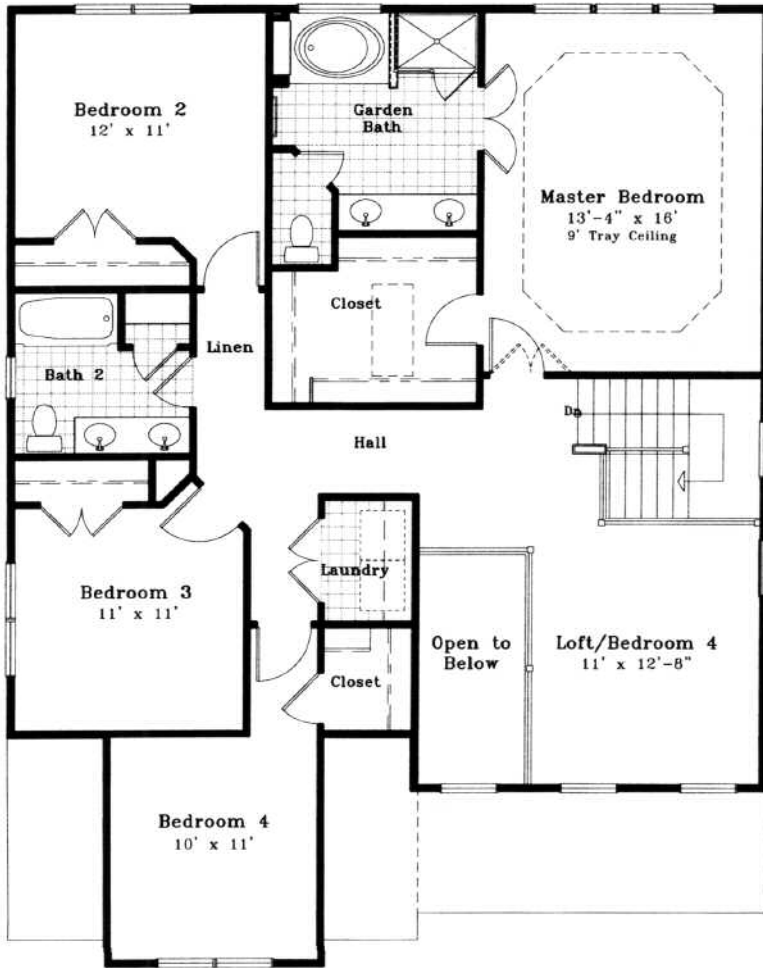 Bedroom 2
12' x 11'
Garden
Bath
Master Bedroom
13'-4" x 16'
9' Tray Ceiling
Closet
Linen
Bath 2
Dn
Hall
Bedroom 3
11' x 11'
Laundry
Open to
Below
Loft/Bedroom 4
11' x 12'-8"
Closet
Bedroom 4
10' x 11'